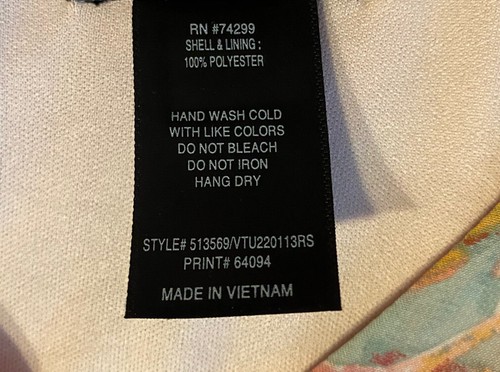 RN #74299
SHELL & LINING :
100% POLYESTER
HAND WASH COLD
WITH LIKE COLORS
DO NOT BLEACH
DO NOT IRON
HANG DRY
STYLE# 513569/VTU220113RS
PRINT# 64094
MADE IN VIETNAM